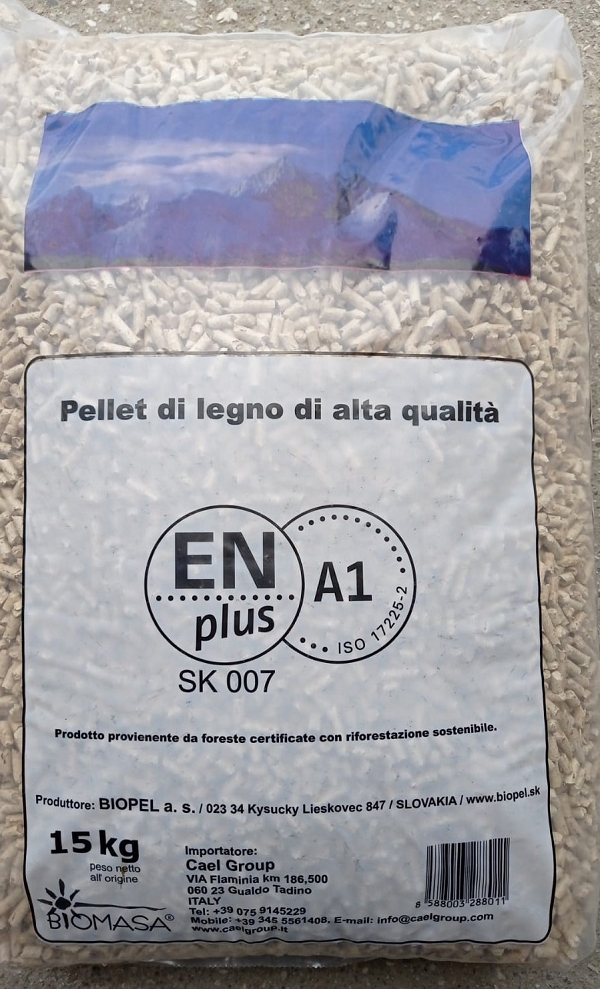 Pellet di legno di alta qualità
EN
plus
A1
ISO 17225-2
SK 007
Prodotto provienente da foreste certificate con riforestazione sostenibile.
Produttore: BIOPEL a. s. / 023 34 Kysucky Lieskovec 847 / SLOVAKIA / www.biopel.sk
15 kg
peso netto
all' origine
BIOMASA®
Importatore:
Cael Group
VIA Flaminia km 186,500
060 23 Gualdo Tadino
ITALY
Tel: +39 075 9145229
Mobile: +39 345 5561408, E-mail: info@caelgroup.com
www.caelgroup.it
8 588003 288011